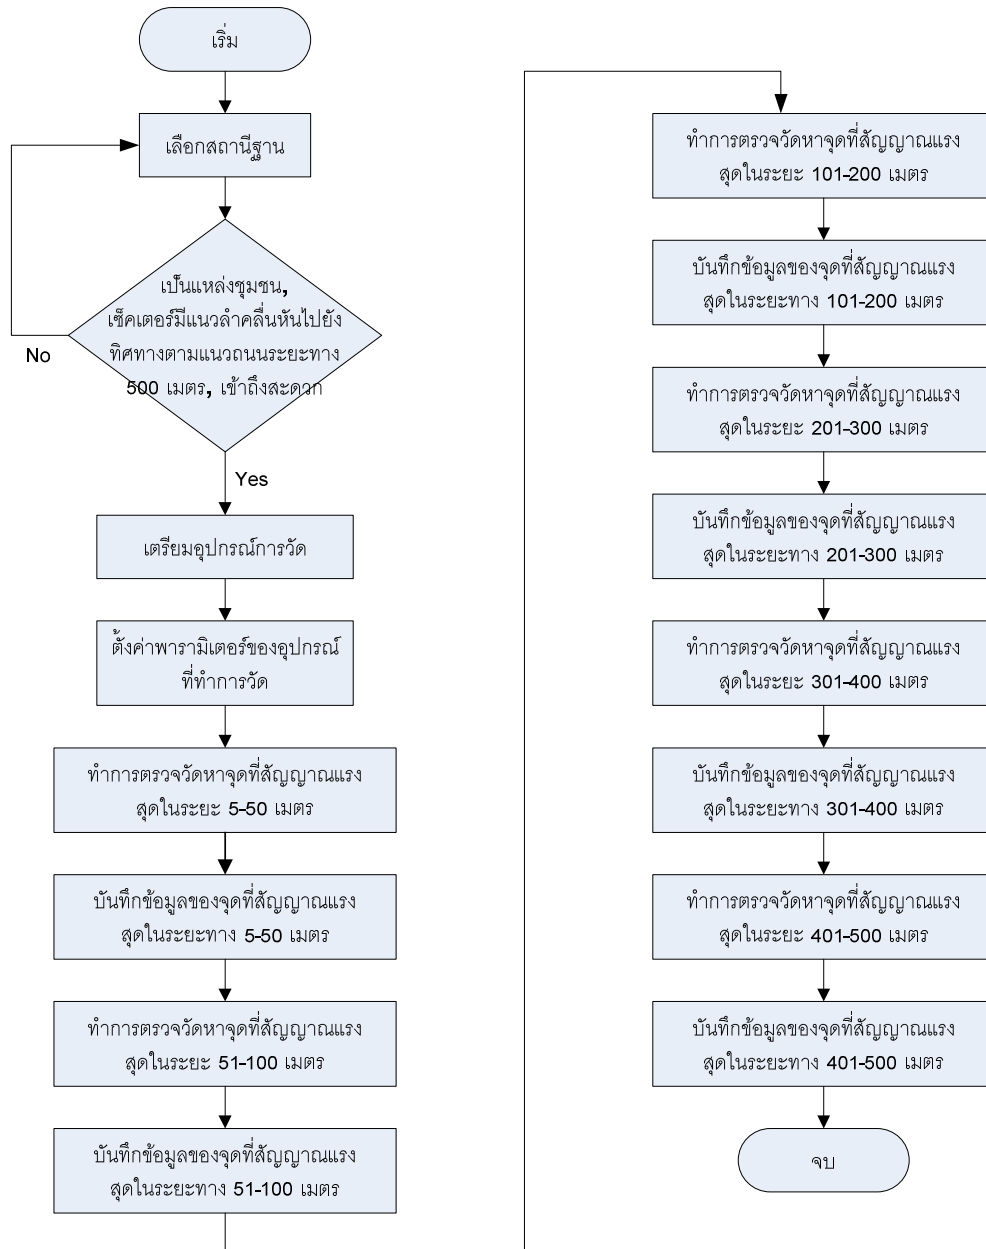 เริ่ม
เลือกสถานีฐาน
เป็นแหล่งชุมชน,
เซ็คเตอร์มีแนวลำคลื่นหันไปยัง
ทิศทางตามแนวถนนระยะทาง
500 เมตร, เข้าถึงสะดวก
No
Yes
เตรียมอุปกรณ์การวัด
ตั้งค่าพารามิเตอร์ของอุปกรณ์
ที่ทำการวัด
ทำการตรวจวัดหาจุดที่สัญญาณแรง
สุดในระยะ 5-50 เมตร
บันทึกข้อมูลของจุดที่สัญญาณแรง
สุดในระยะทาง 5-50 เมตร
ทำการตรวจวัดหาจุดที่สัญญาณแรง
สุดในระยะ 51-100 เมตร
บันทึกข้อมูลของจุดที่สัญญาณแรง
สุดในระยะทาง 51-100 เมตร
ทำการตรวจวัดหาจุดที่สัญญาณแรง
สุดในระยะ 101-200 เมตร
บันทึกข้อมูลของจุดที่สัญญาณแรง
สุดในระยะทาง 101-200 เมตร
ทำการตรวจวัดหาจุดที่สัญญาณแรง
สุดในระยะ 201-300 เมตร
บันทึกข้อมูลของจุดที่สัญญาณแรง
สุดในระยะทาง 201-300 เมตร
ทำการตรวจวัดหาจุดที่สัญญาณแรง
สุดในระยะ 301-400 เมตร
บันทึกข้อมูลของจุดที่สัญญาณแรง
สุดในระยะทาง 301-400 เมตร
ทำการตรวจวัดหาจุดที่สัญญาณแรง
สุดในระยะ 401-500 เมตร
บันทึกข้อมูลของจุดที่สัญญาณแรง
สุดในระยะทาง 401-500 เมตร
จบ